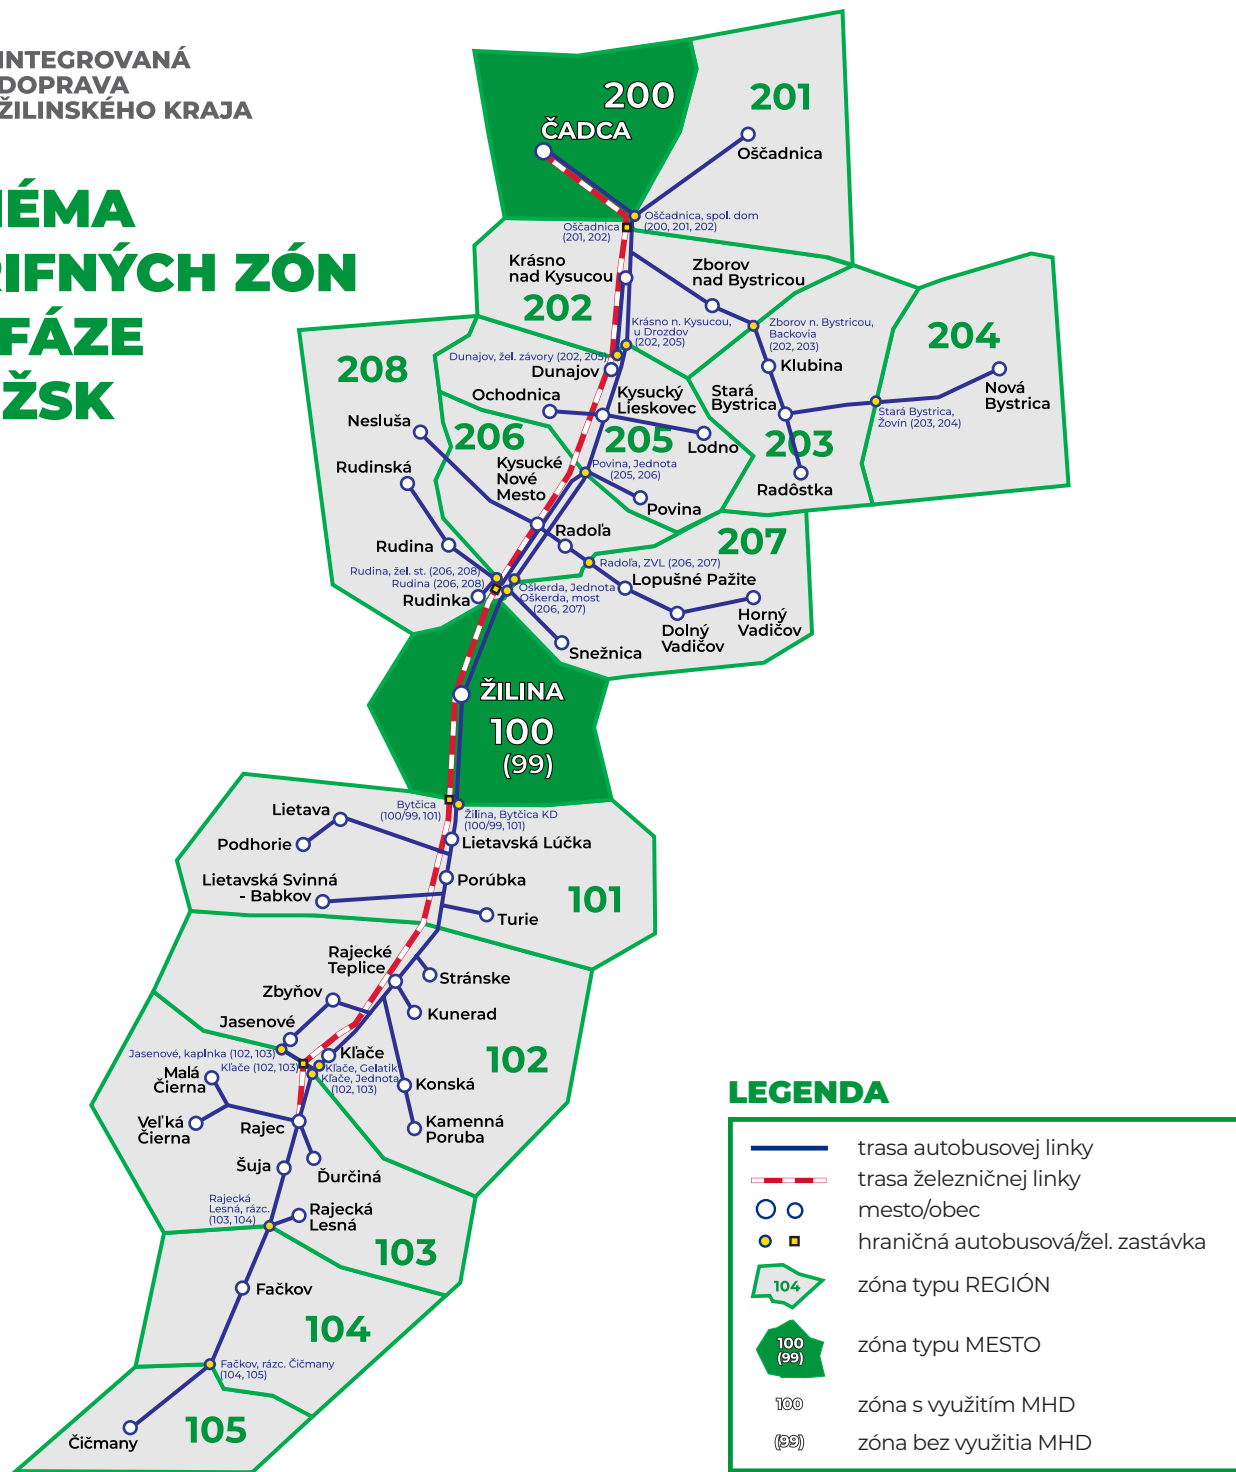 INTEGROVANÁ
DOPRAVA
ŽILINSKÉHO KRAJA
FÁZE
ŽSK
200
ČADCA
201
Oščadnica
Oščadnica, spol. dom
(200, 201, 202)
Oščadnica
(201, 202)
Krásno
nad Kysucou
202
Zborov
nad Bystricou
Krásno n. Kysucou,
u Drozdov
(202, 205)
Zborov n. Bystricou,
Backovia
(202, 203)
204
208
Dunajov, žel. závory (202, 205)
Dunajov
Klubina
Ochodnica
Kysucký
Lieskovec
Stará
Bystrica
Nová
Bystrica
Stará Bystrica,
Žovín (203, 204)
Nesluša
206
205
Lodno
203
Rudinská
Kysucké
Nové
Mesto
Povina, Jednota
(205, 206)
Radôstka
Povina
Radoľa
207
Rudina
Radoľa, ZVL (206, 207)
Rudina, žel. st. (206, 208)
Rudina (206, 208)
Rudinka
Oškerda, Jednota
Oškerda, most
(206, 207)
Lopušné Pažite
Dolný
Vadičov
Horný
Vadičov
Snežnica
ŽILINA
100
(99)
Bytčica
(100/99, 101)
Žilina, Bytčica KD
(100/99, 101)
Lietava
Podhorie
Lietavská Lúčka
Lietavská Svinná
- Babkov
Porúbka
101
Turie
Rajecké
Teplice
Stránske
Zbyňov
Kunerad
Jasenové
Jasenové, kaplnka (102, 103)
Kľače (102, 103)
Kľače
Kľače, Gelatik
Kľače, Jednota
(102, 103)
102
Malá
Čierna
Konská
Veľká
Čierna
Rajec
Kamenná
Poruba
Šuja
Ďurčiná
Rajecká
Lesná, rázc.
(103, 104)
Rajecká
Lesná
103
Fačkov
104
Fačkov, rázc. Čičmany
(104, 105)
105
Čičmany
LEGENDA
trasa autobusovej linky
trasa železničnej linky
mesto/obec
hraničná autobusová/žel. zastávka
104
zóna typu REGIÓN
100
(99)
zóna typu MESTO
100
zóna s využitím MHD
(99)
zóna bez využitia MHD